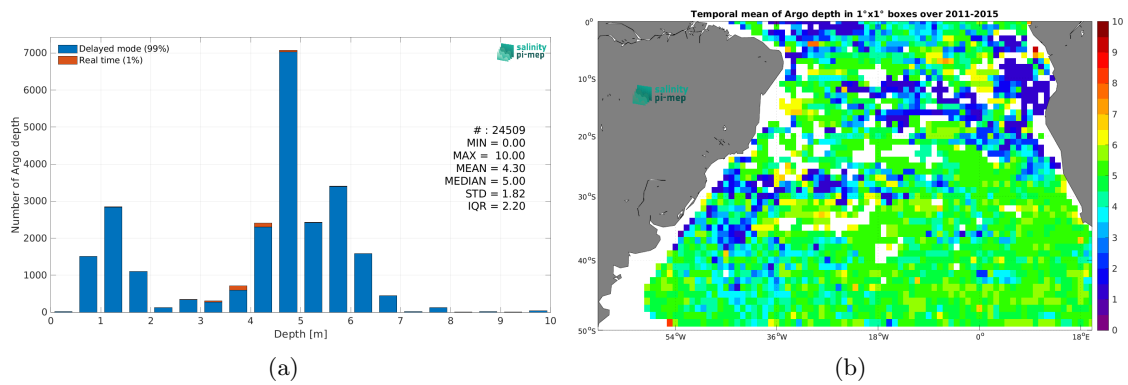 Delayed mode (99%)
Real time (1%)
salinity
pi-mep
# : 24509
MIN = 0.00
MAX = 10.00
MEAN = 4.30
MEDIAN = 5.00
STD = 1.82
IQR = 2.20
Number of Argo depth
7000
6000
5000
4000
3000
2000
1000
0
0 1 2 3 4 5 6 7 8 9 10
Depth [m]
(a)
Temporal mean of Argo depth in 1°x1° boxes over 2011-2015
salinity
pi-mep
0°
10°S
20°S
30°S
40°S
50°S
54°W 36°W 18°W 0° 18°E
10
9
8
7
6
5
4
3
2
1
0
(b)